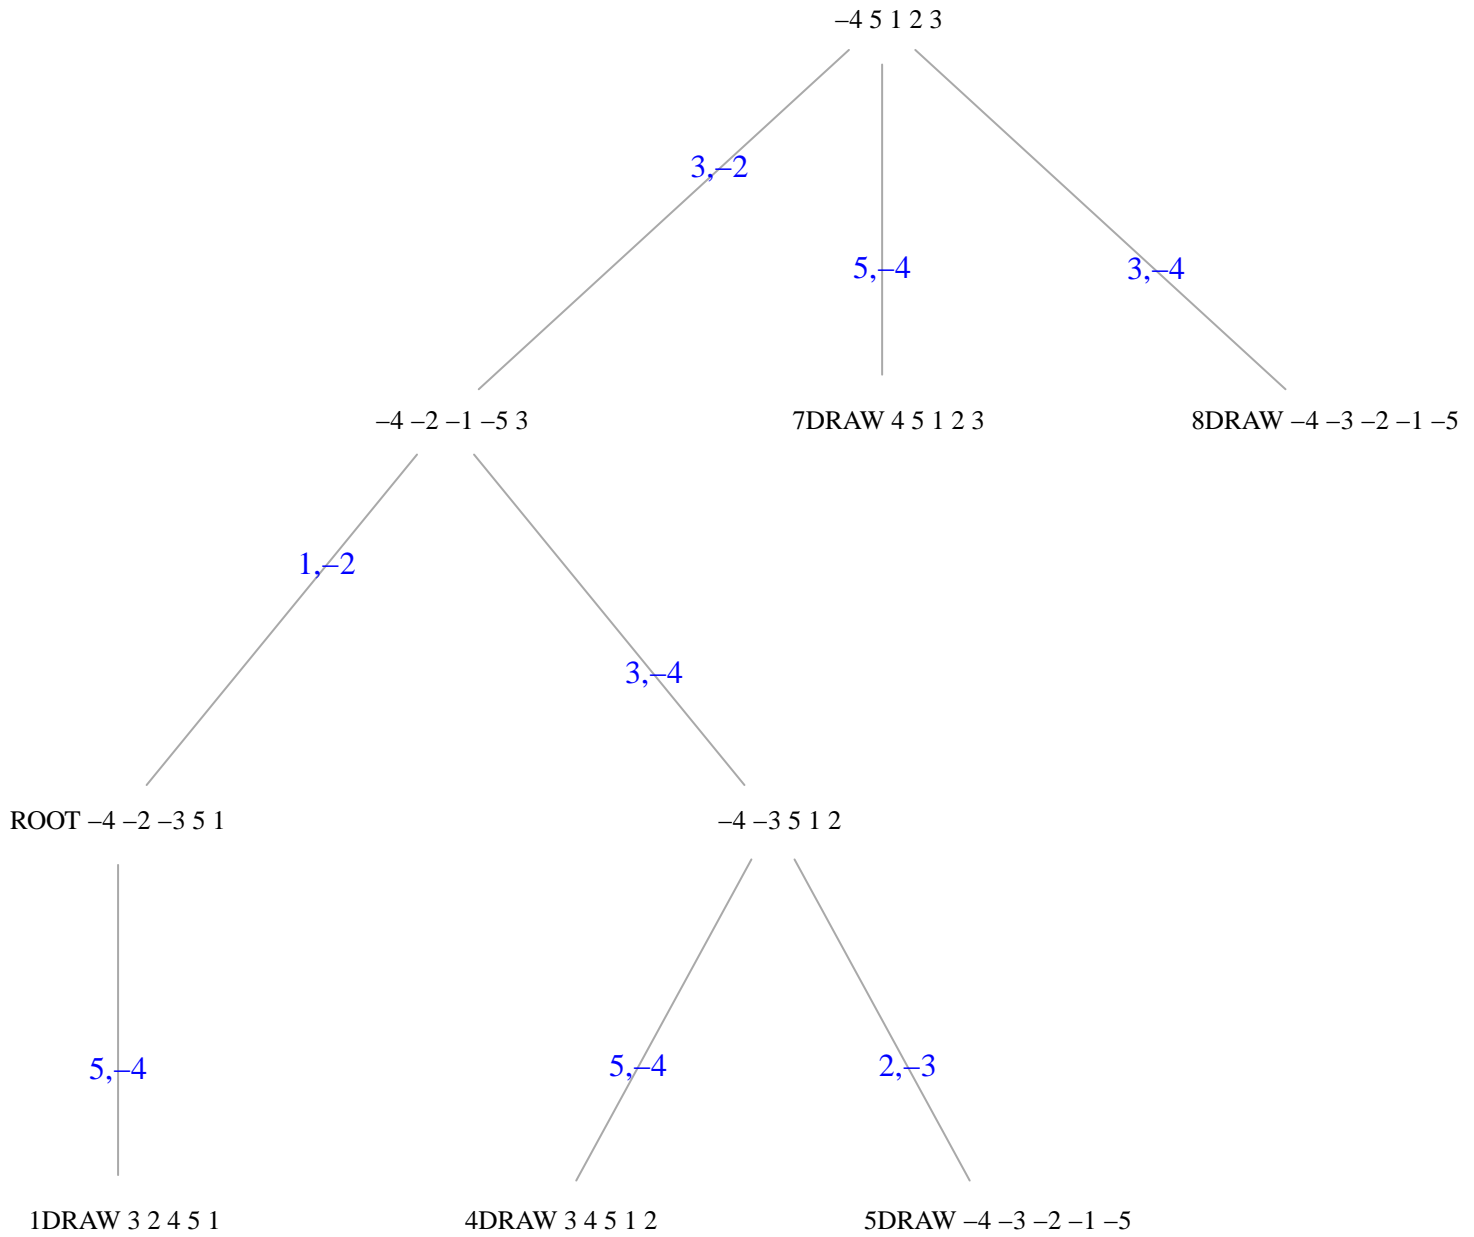 –4 5 1 2 3
3,–2
5,–4
3,–4
–4 –2 –1 –5 3
7DRAW 4 5 1 2 3
8DRAW –4 –3 –2 –1 –5
1,–2
3,–4
ROOT –4 –2 –3 5 1
–4 –3 5 1 2
5,–4
5,–4
2,–3
1DRAW 3 2 4 5 1
4DRAW 3 4 5 1 2
5DRAW –4 –3 –2 –1 –5